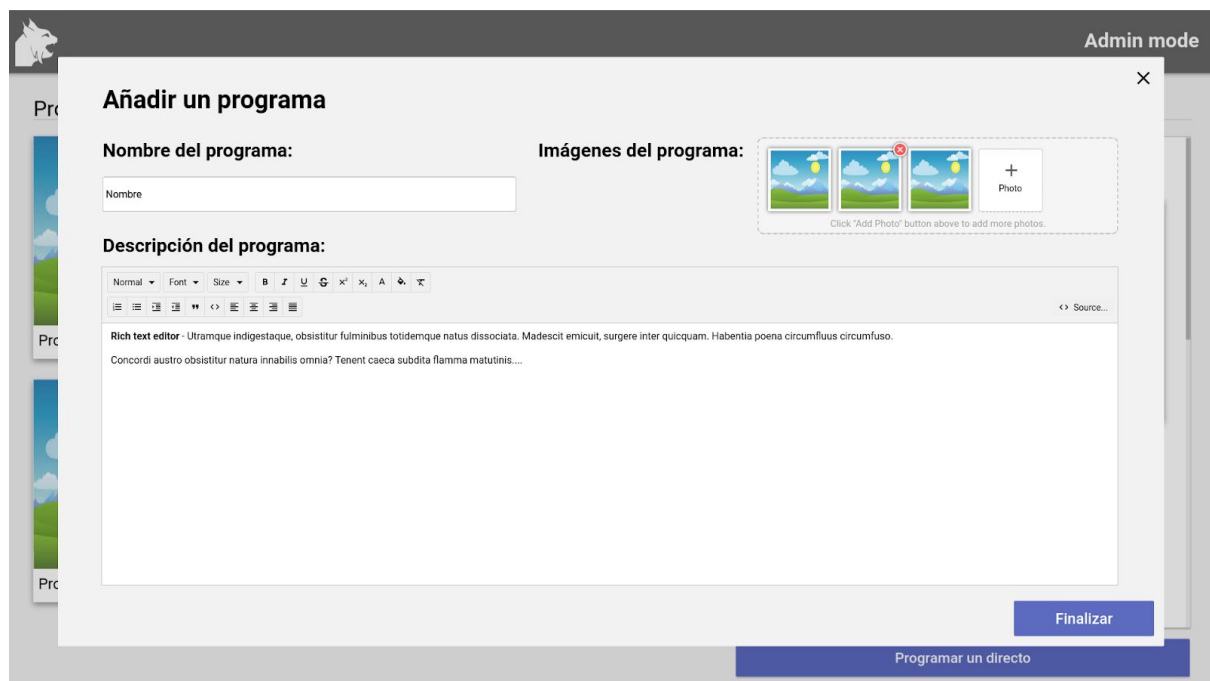 Admin mode
Pro
Añadir un programa
Nombre del programa:
Imágenes del programa:
Nombre
+
Photo
Click "Add Photo" button above to add more photos.
Descripción del programa:
Normal Font Size B I U S x² x₂ A
<> Source...
Rich text editor - Utramque indigestaque, obsistitur fulminibus totidemque natus dissociata. Madescit emicuit, surgere inter quicquam. Habentia poena circumfluus circumfuso.
Pro
Concordi austro obsistitur natura innabilis omnia? Tenent caeca subdita flamma matutinis....
Pro
Finalizar
Programar un directo